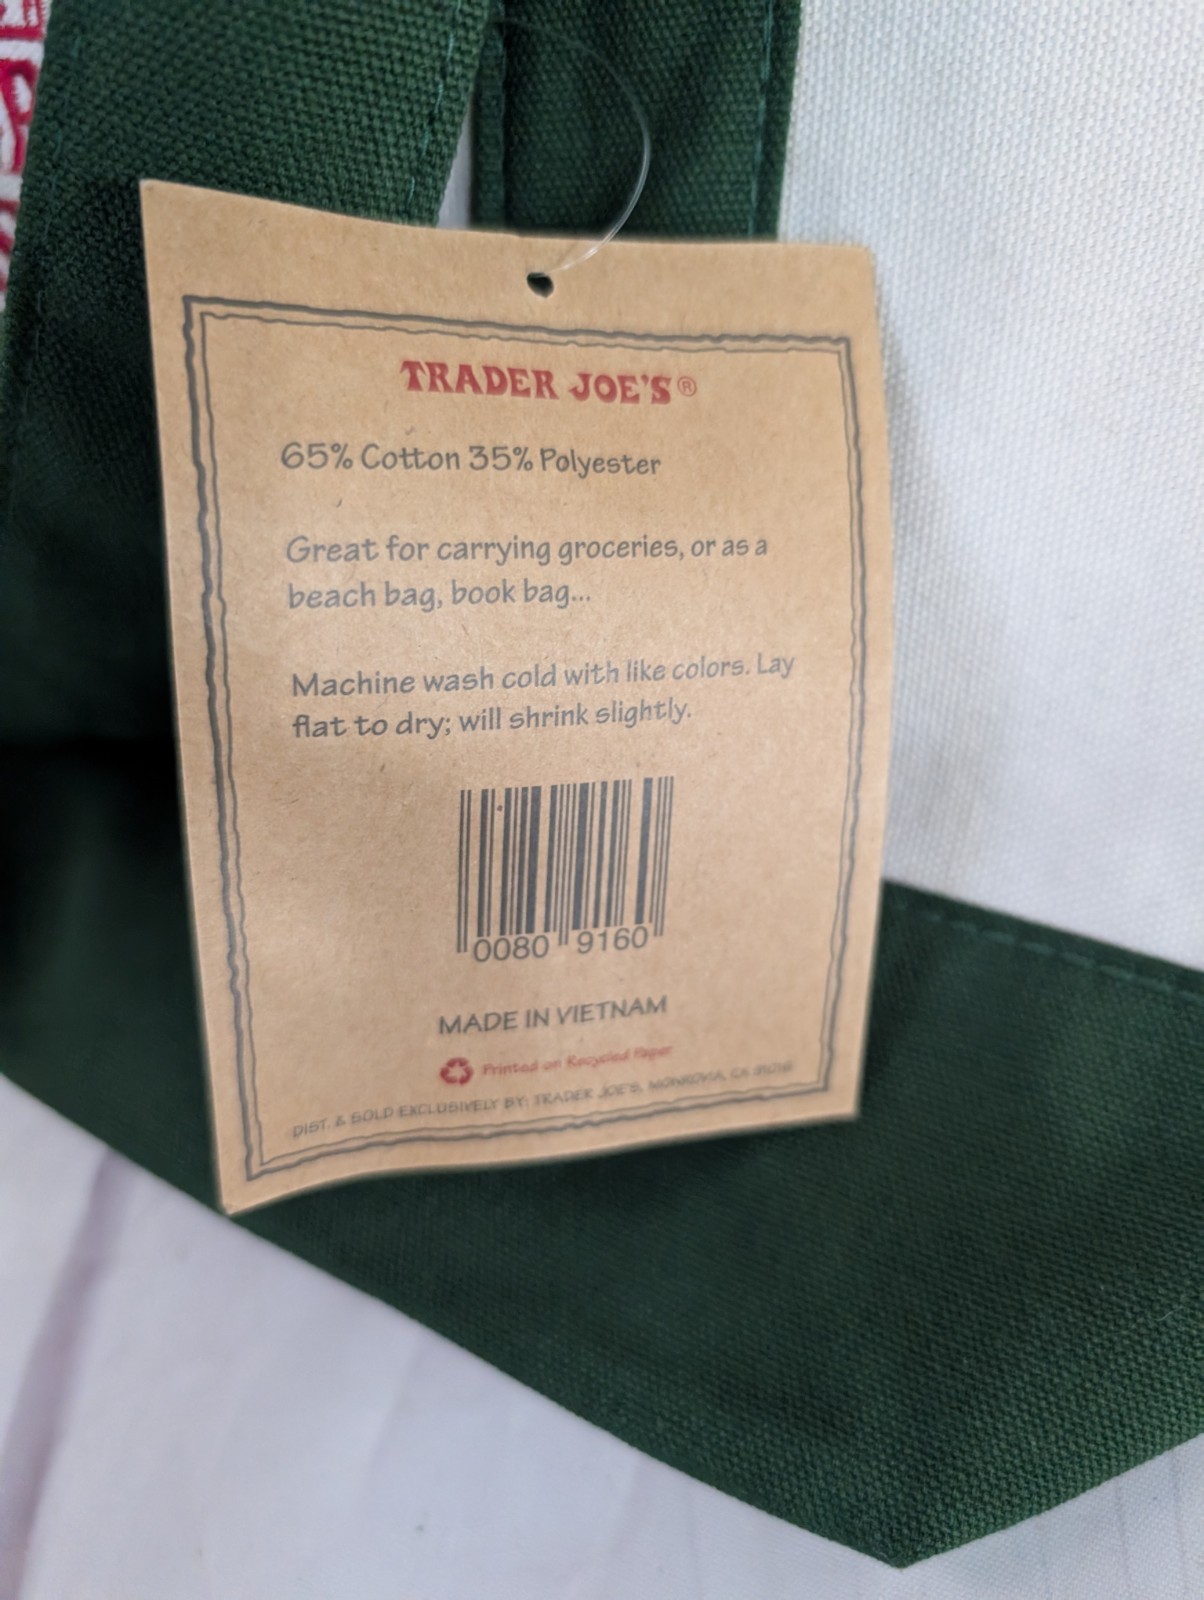 TRADER JOE'S®
65% Cotton 35% Polyester
Great for carrying groceries, or as a
beach bag, book bag...
Machine wash cold with like colors. Lay
flat to dry; will shrink slightly.
0080 9160
MADE IN VIETNAM
Printed on Recycled Paper
DIST. & SOLD EXCLUSIVELY BY: TRADER JOE'S, MONROVIA, CA 91016